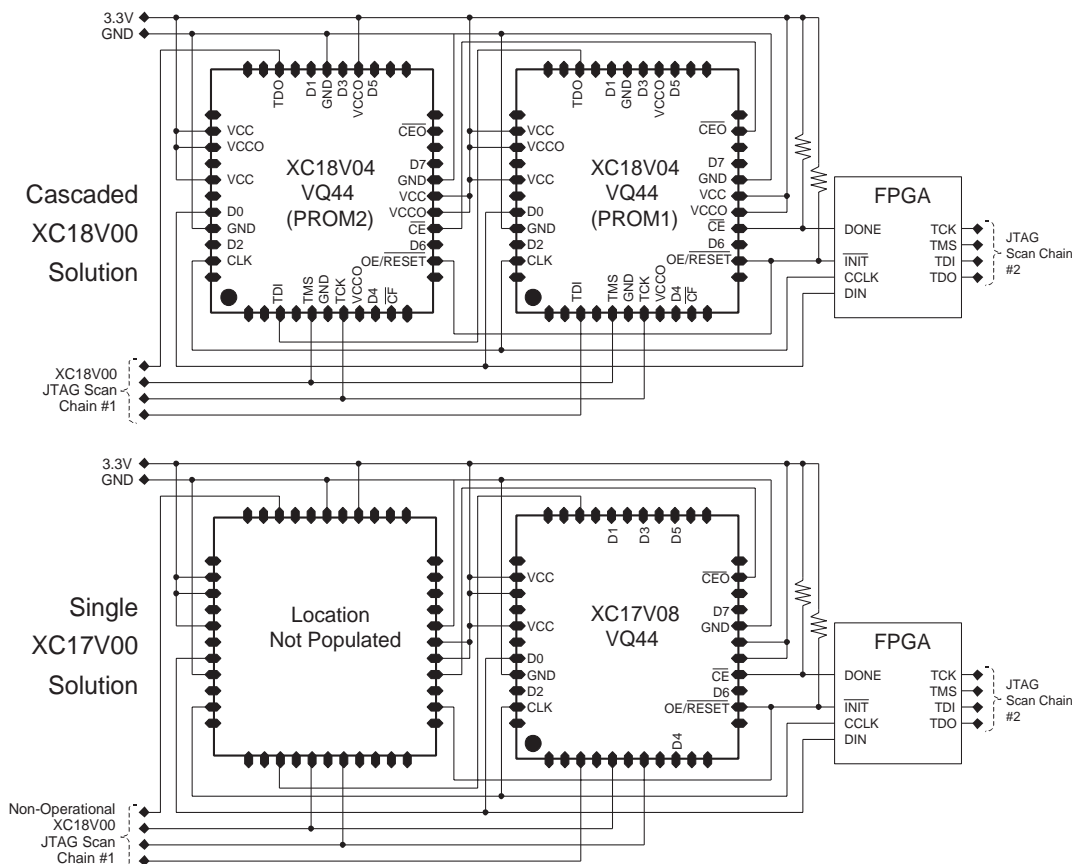 3.3V
GND
Cascaded
XC18V00
Solution
TDO
D1
GND
D3
VCCO
D5
VCC
VCCO
VCC
D0
GND
D2
CLK
XC18V04
VQ44
(PROM2)
CEO
D7
GND
VCC
VCCO
CE
D6
OE/RESET
TDI
TMS
GND
TCK
VCCO
D4
CF
TDO
D1
GND
D3
VCCO
D5
VCC
VCCO
VCC
D0
GND
D2
CLK
XC18V04
VQ44
(PROM1)
CEO
D7
GND
VCC
VCCO
CE
D6
OE/RESET
TDI
TMS
GND
TCK
VCCO
D4
CF
FPGA
DONE
INIT
CCLK
DIN
TCK
TMS
TDI
TDO
JTAG
Scan Chain
#2
XC18V00
JTAG Scan
Chain #1
3.3V
GND
Single
XC17V00
Solution
Location
Not Populated
D1
D3
D5
VCC
VCC
D0
GND
D2
CLK
XC17V08
VQ44
CEO
D7
GND
CE
D6
OE/RESET
D4
FPGA
DONE
INIT
CCLK
DIN
TCK
TMS
TDI
TDO
JTAG
Scan Chain
#2
Non-Operational
XC18V00
JTAG Scan
Chain #1